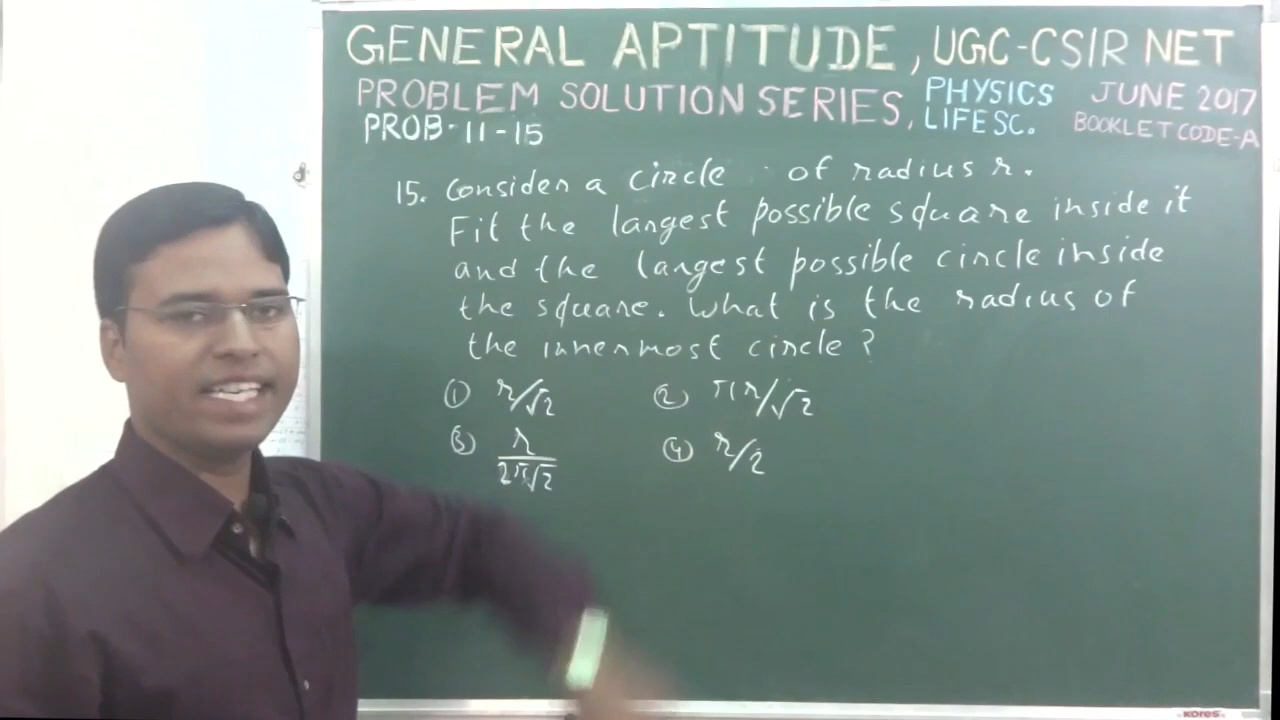 GENERAL APTITUDE, UGC-CSIR NET
PROBLEM SOLUTION SERIES, PHYSICS JUNE 2017
LIFE SC. BOOKLET CODE-A
PROB-11-15
15. Consider a circle of radius r.
Fit the largest possible square inside it
and the largest possible circle inside
the square. What is the radius of
the innermost circle?
① r/√2 ② πr/√2
③ r/2π√2 ④ r/2
kores